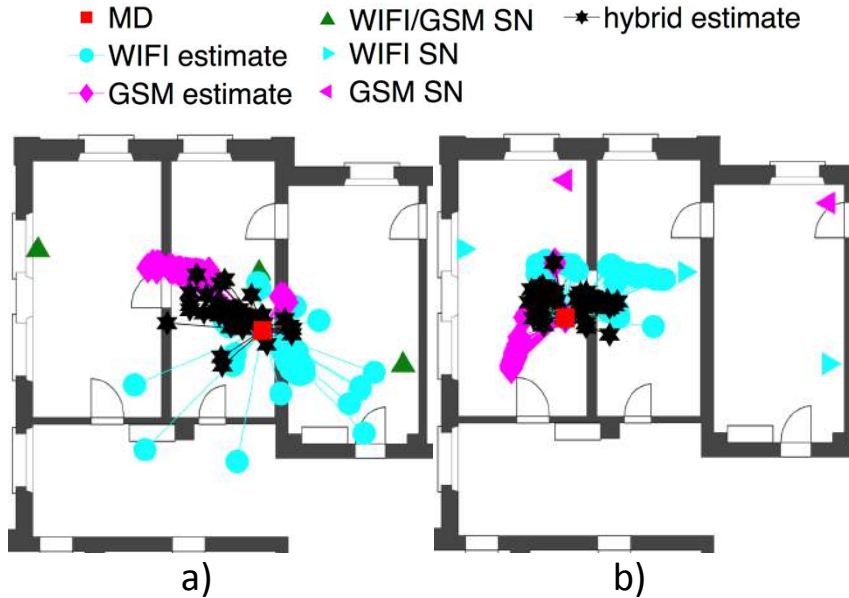 MD
WIFI/GSM SN
hybrid estimate
WIFI estimate
WIFI SN
GSM estimate
GSM SN
a)
b)